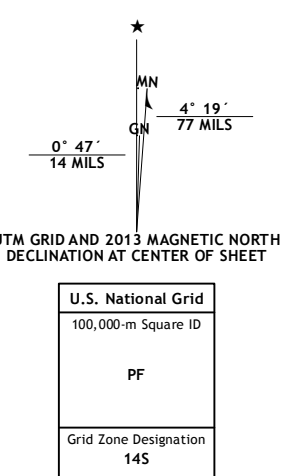 ★
MN
4° 19´
77 MILS
GN
0° 47´
14 MILS
UTM GRID AND 2013 MAGNETIC NORTH
DECLINATION AT CENTER OF SHEET
U.S. National Grid
100,000-m Square ID
PF
Grid Zone Designation
14S